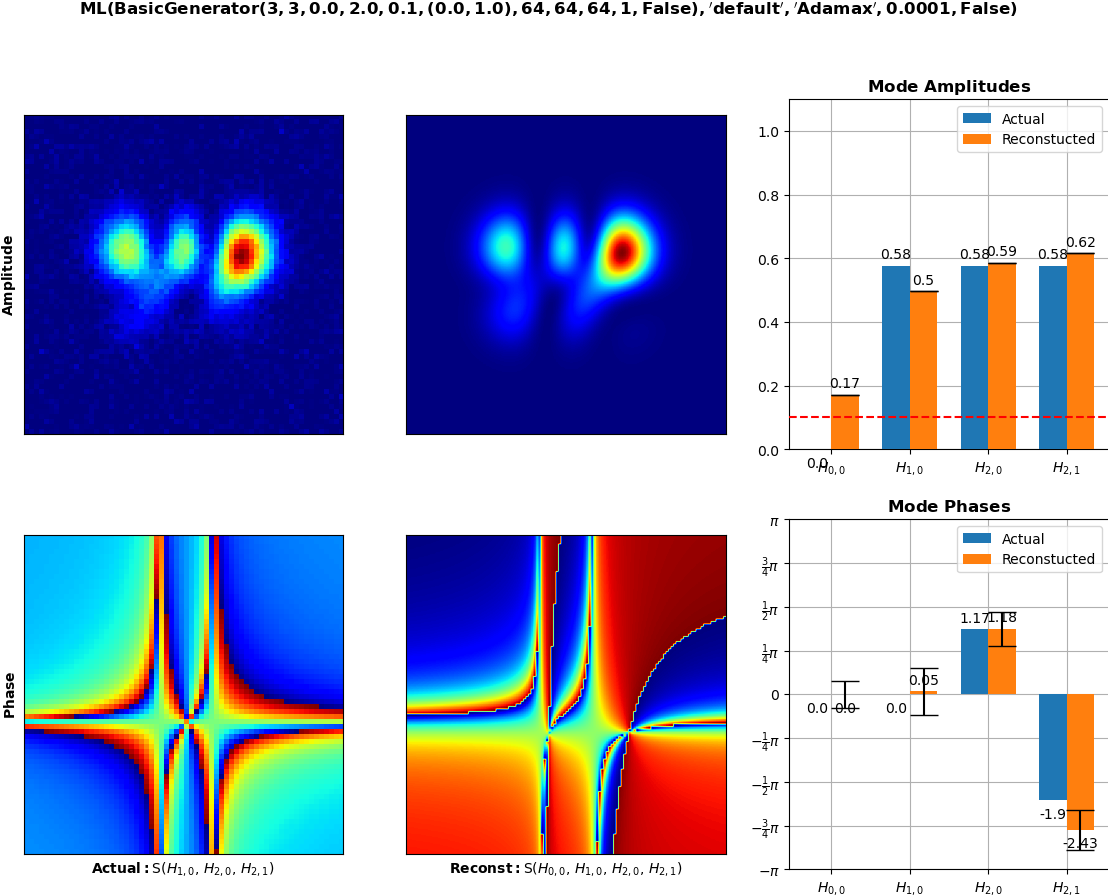 ML(BasicGenerator(3, 3, 0.0, 2.0, 0.1, (0.0, 1.0), 64, 64, 64, 1, False), ′default′, ′Adamax′, 0.0001, False)
Amplitude
Mode Amplitudes
Actual
Reconstucted
1.0
0.8
0.6
0.4
0.2
0.0
0.0
0.17
0.58
0.5
0.58
0.59
0.58
0.62
H0,0
H1,0
H2,0
H2,1
Phase
Actual: S(H1,0, H2,0, H2,1)
Reconst: S(H0,0, H1,0, H2,0, H2,1)
Mode Phases
Actual
Reconstucted
π
3/4π
1/2π
1/4π
0
−1/4π
−1/2π
−3/4π
−π
0.0
0.0
0.0
0.05
1.17
1.18
-1.9
-2.43
H0,0
H1,0
H2,0
H2,1